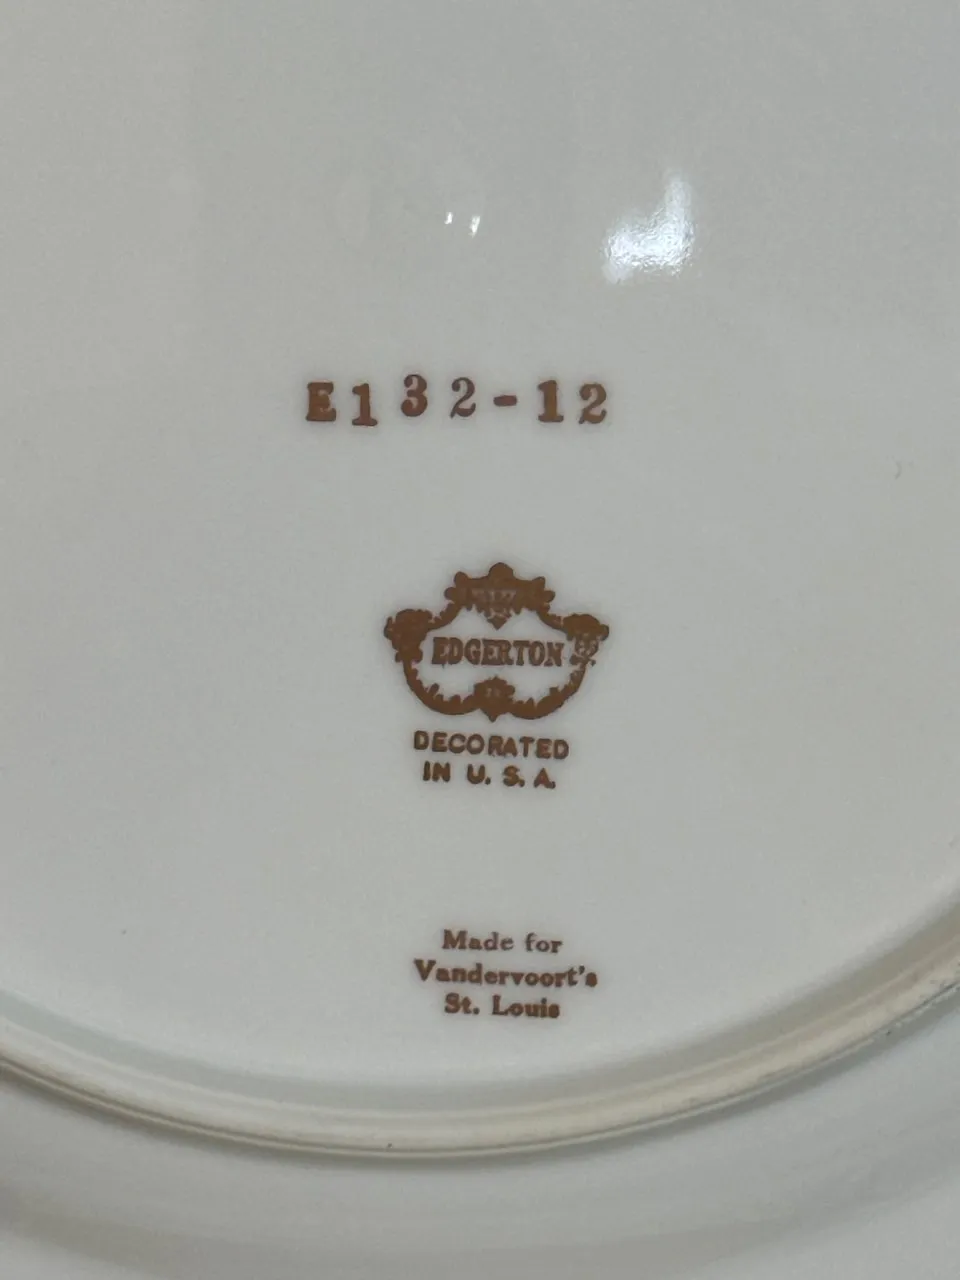 E132-12
EDGERTON
DECORATED
IN U.S.A.
Made for
Vandervoort's
St. Louis